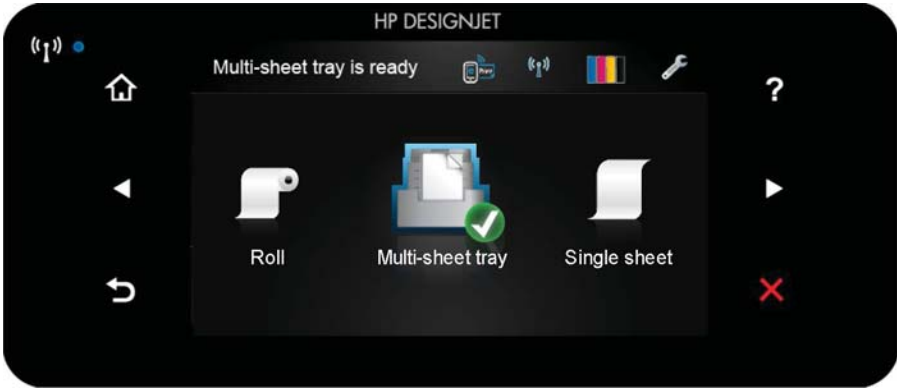 HP DESIGNJET
Multi-sheet tray is ready
?
Roll
Multi-sheet tray
Single sheet